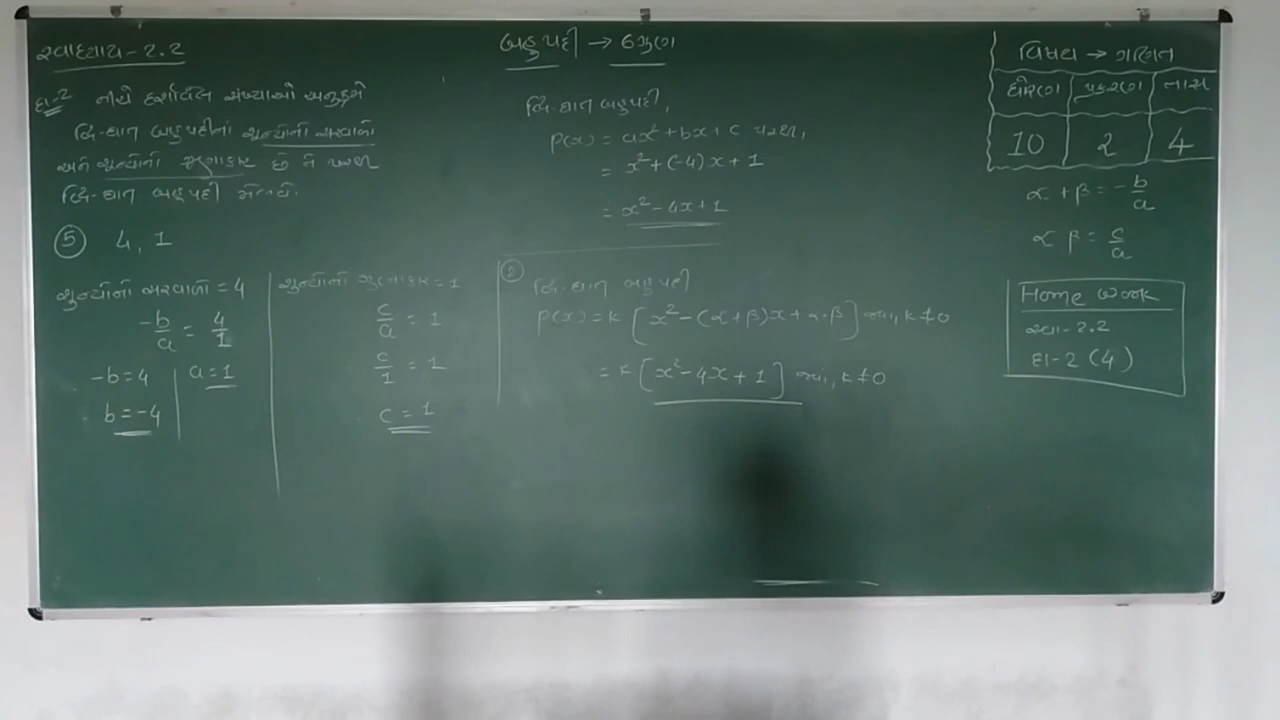 સ્વાધ્યાય-2.2
દા-2 નીચે દર્શાવેલ સંખ્યાઓ અનુક્રમે
દ્વિ-ઘાત બહુપદીનાં શૂન્યોનો સરવાળો
અને શૂન્યોનો ગુણાકાર છે તે પરથી
દ્વિ-ઘાત બહુપદી મેળવો.
⑤ 4, 1
શૂન્યોનો સરવાળો = 4
-b/a = 4/1
-b=4 | a=1
b=-4
શૂન્યોનો ગુણાકાર = 1
c/a = 1
c/1 = 1
c = 1
બહુપદી →
દ્વિ-ઘાત બહુપદી,
P(x) = ax²+bx+c પરથી,
= x²+(-4)x+1
= x²-4x+1
② દ્વિ-ઘાત બહુપદી
P(x) = k [x²-(α+β)x+α·β] જ્યાં, k≠0
= k [x²-4x+1] જ્યાં, k≠0
વિષય → ગણિત
ધોરણ પ્રકરણ તાસ
10 2 4
α+β = -b/a
αβ = c/a
Home Work
સ્વા-2.2
દા-2 (4)